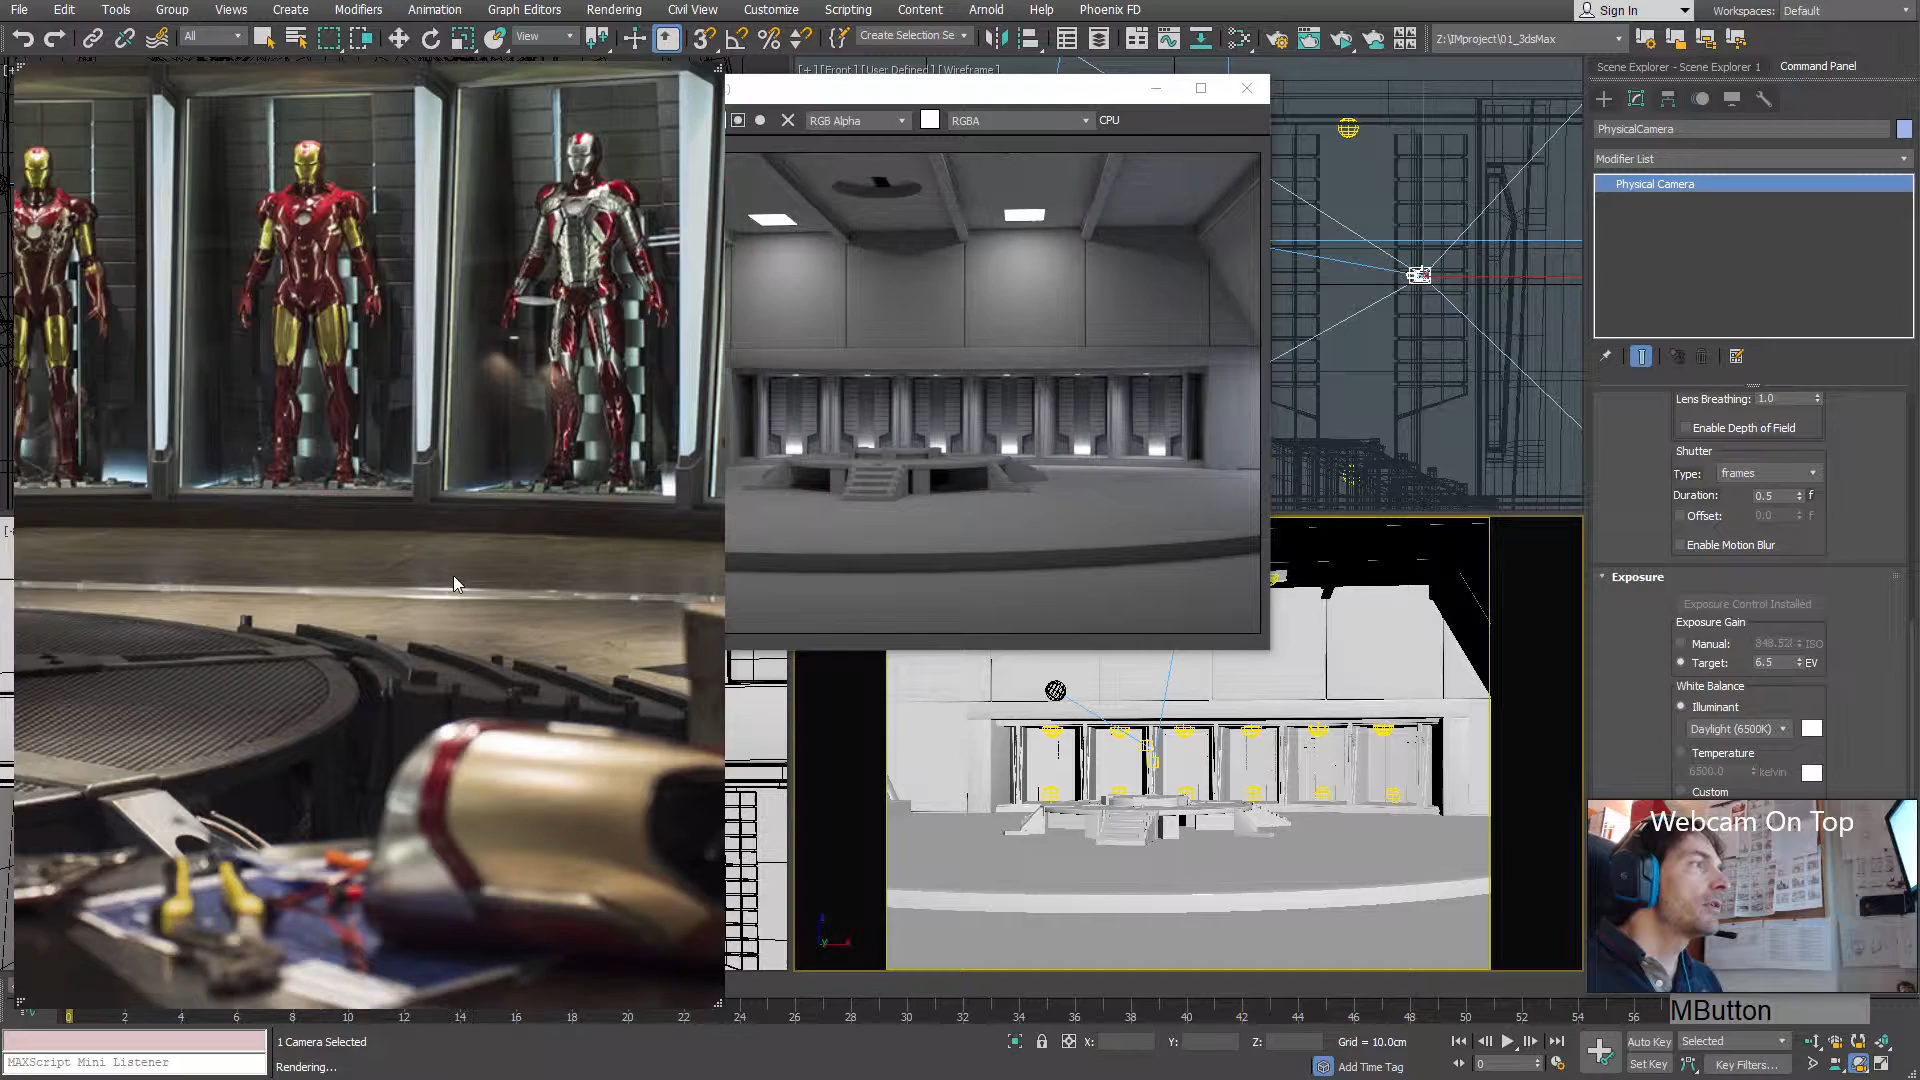 File Edit Tools Group Views Create Modifiers Animation Graph Editors Rendering Civil View Customize Scripting Content Arnold Help Phoenix FD
Sign In
Workspaces: Default
All
View
Create Selection Se
Z:\IMproject\01_3dsMax
[+] [Front] [User Defined] [Wireframe]
Scene Explorer - Scene Explorer 1
Command Panel
RGB Alpha
RGBA
CPU
PhysicalCamera
Modifier List
Physical Camera
Lens Breathing: 1.0
Enable Depth of Field
Shutter
Type: frames
Duration: 0.5 f
Offset: 0.0 f
Enable Motion Blur
Exposure
Exposure Control Installed
Exposure Gain
Manual: ISO
Target: 6.5 EV
White Balance
Illuminant
Daylight (6500K)
Temperature
6500.0 kelvin
Custom
Webcam On Top
MButton
0 2 4 6 8 10 12 14 16 18 20 22 24 26 28 30 32 34 36 38 40 42 44 46 48 50 52 54 56
1 Camera Selected
X: Y: Z: Grid = 10.0cm
Auto Key
Selected
MAXScript Mini Listener
Rendering...
Add Time Tag
0
Set Key
Key Filters...